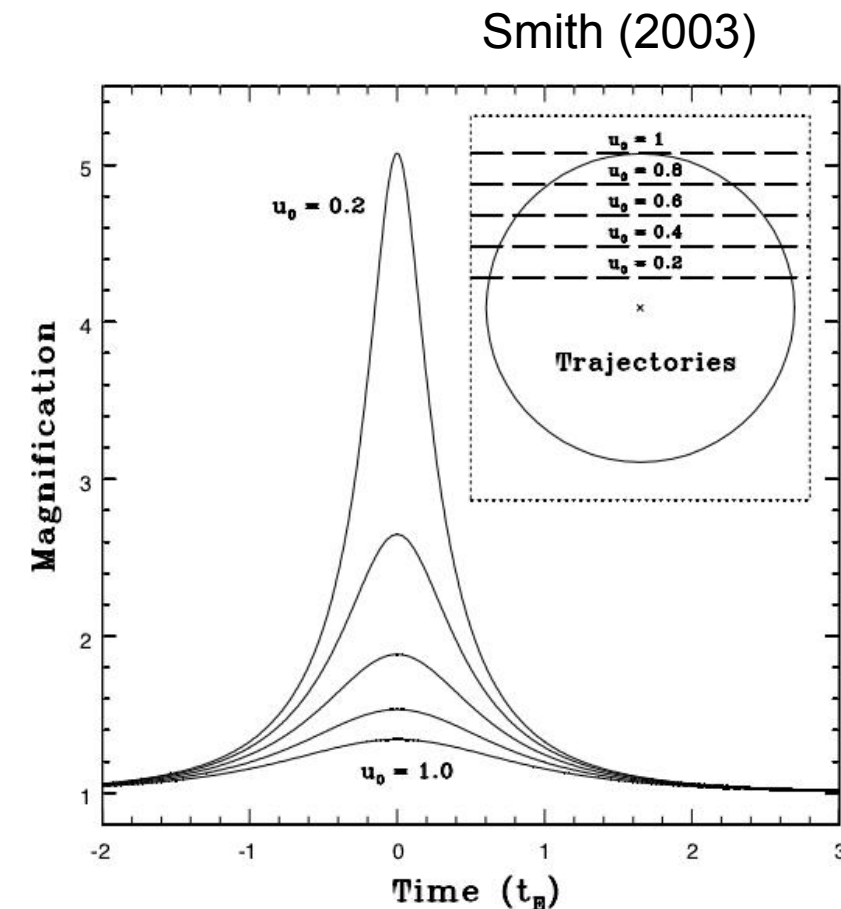 Smith (2003)
5
4
3
2
1
Magnification
u₀ = 0.2
u₀ = 1
u₀ = 0.8
u₀ = 0.6
u₀ = 0.4
u₀ = 0.2
Trajectories
u₀ = 1.0
-2 -1 0 1 2 3
Time (t_E)